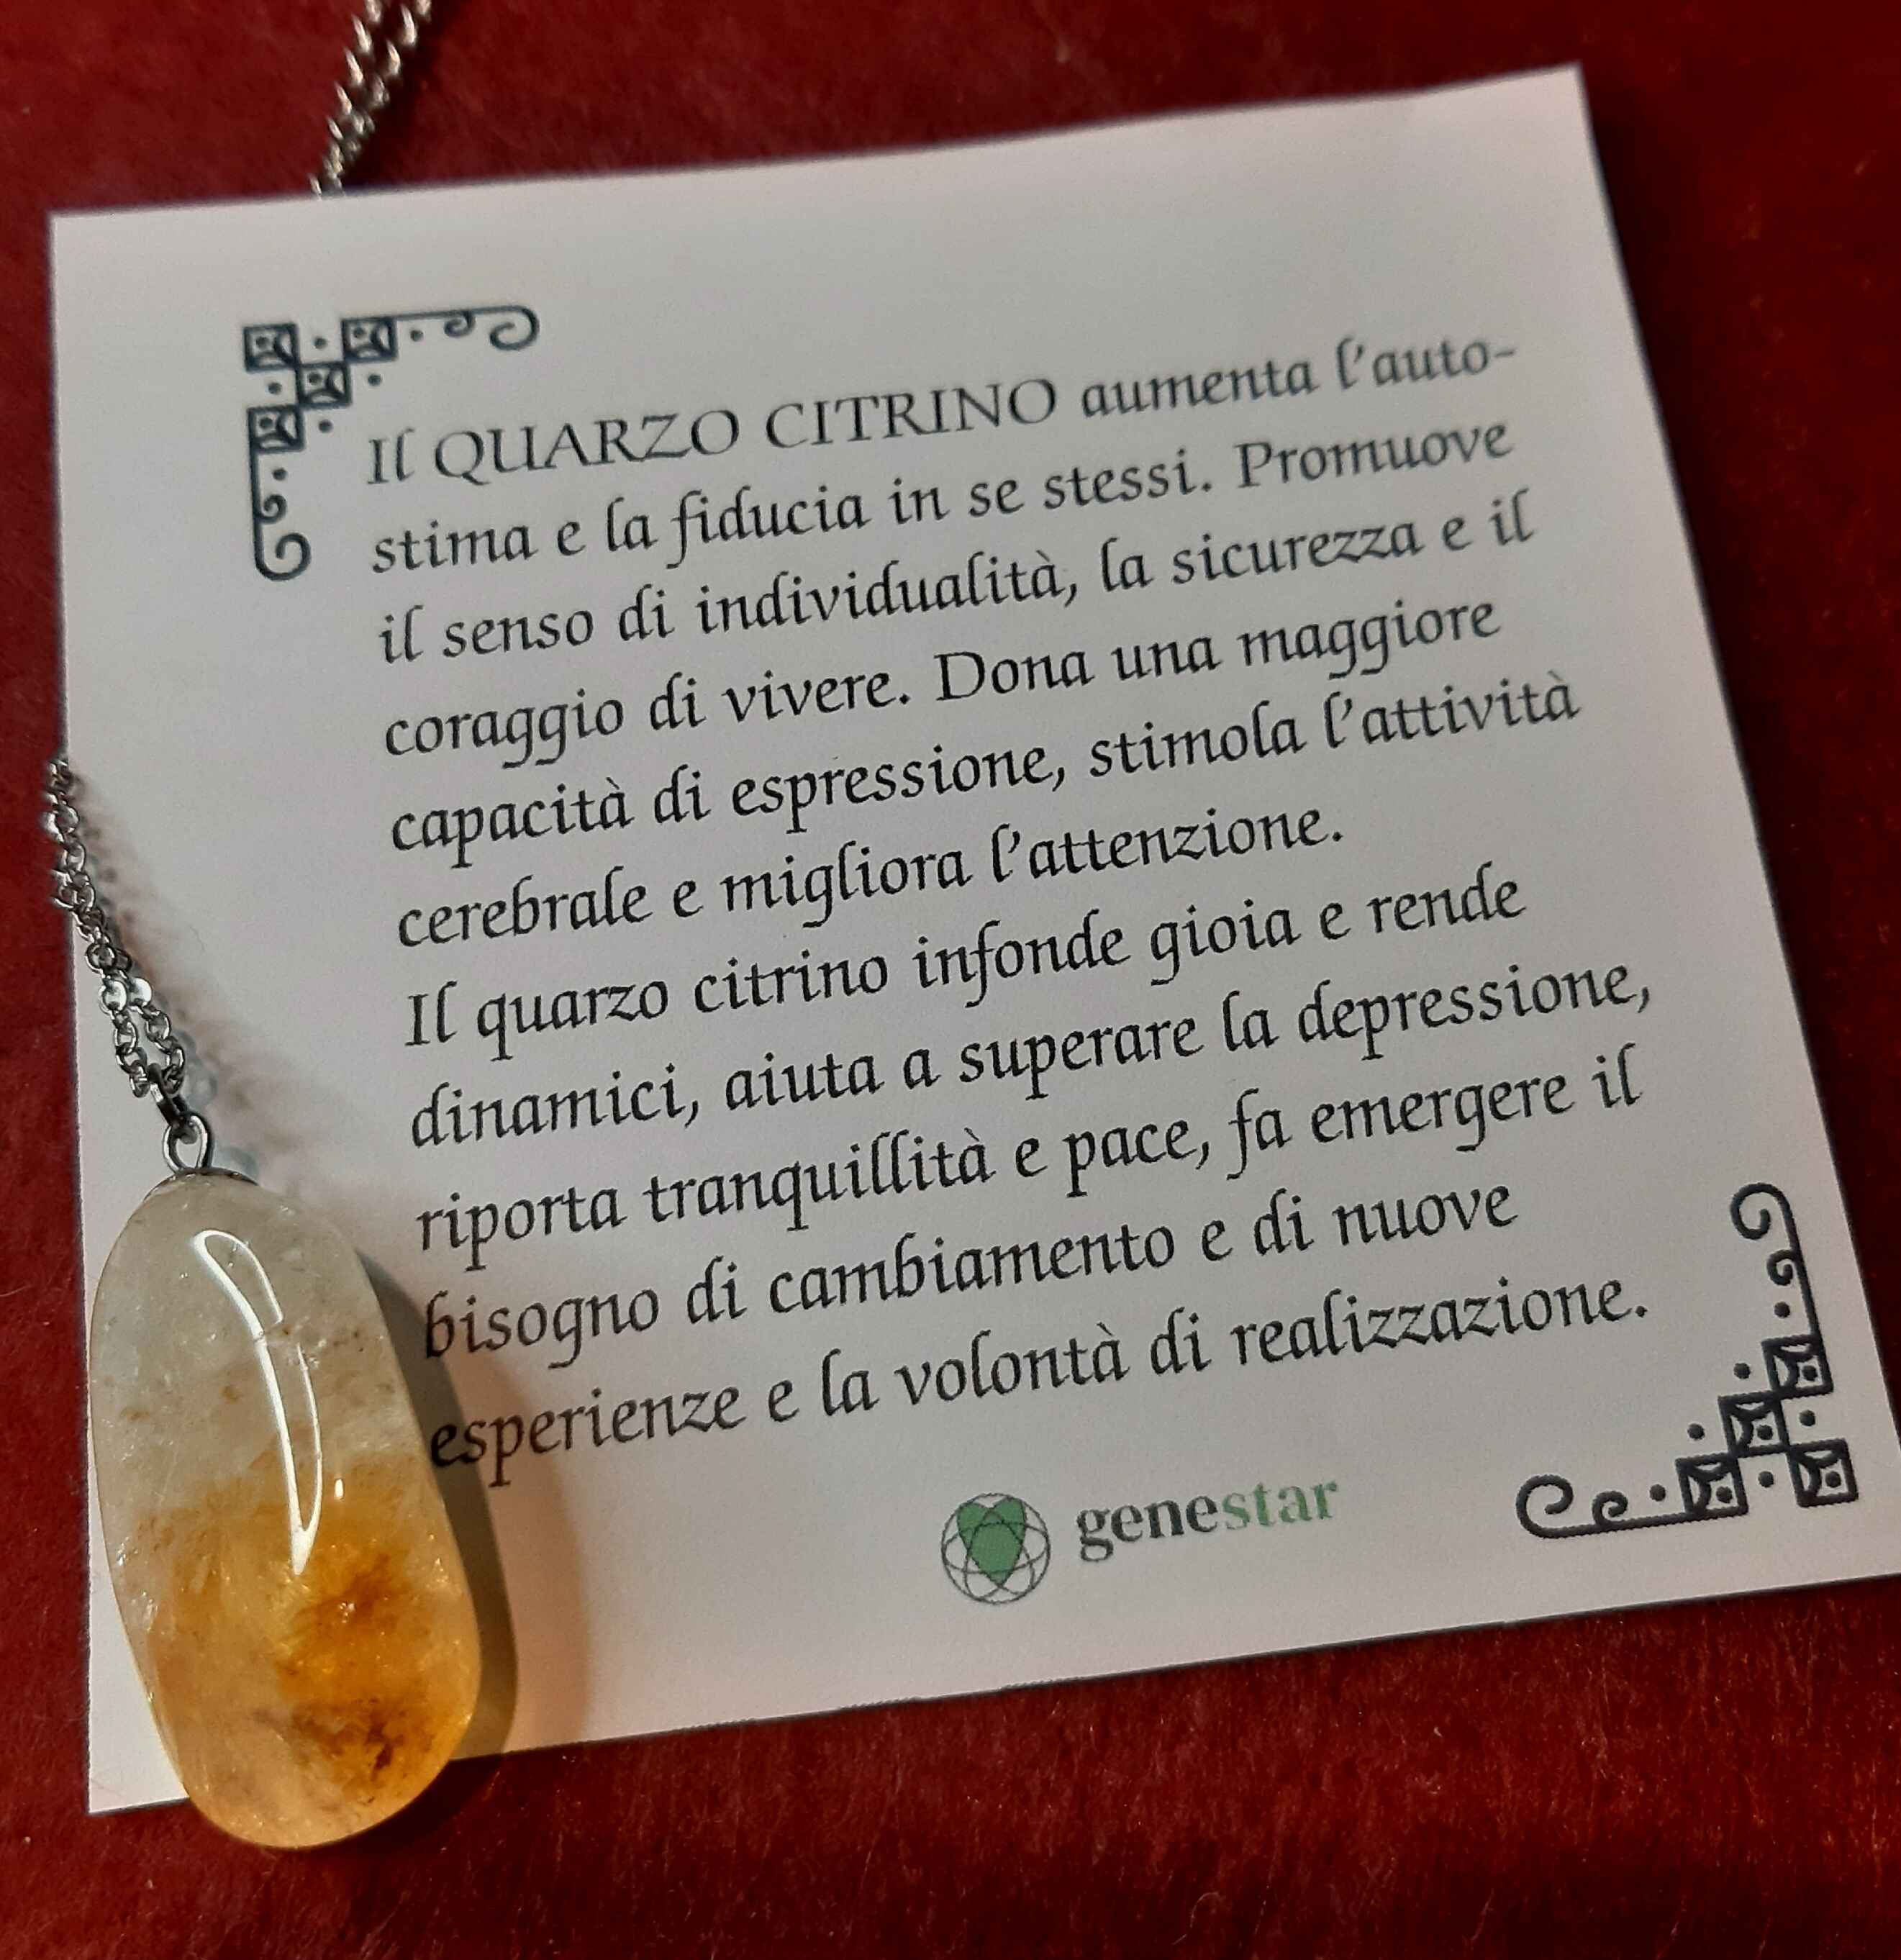 Il QUARZO CITRINO aumenta l'auto-
stima e la fiducia in se stessi. Promuove
il senso di individualità, la sicurezza e il
coraggio di vivere. Dona una maggiore
capacità di espressione, stimola l'attività
cerebrale e migliora l'attenzione.
Il quarzo citrino infonde gioia e rende
dinamici, aiuta a superare la depressione,
riporta tranquillità e pace, fa emergere il
bisogno di cambiamento e di nuove
esperienze e la volontà di realizzazione.
genestar